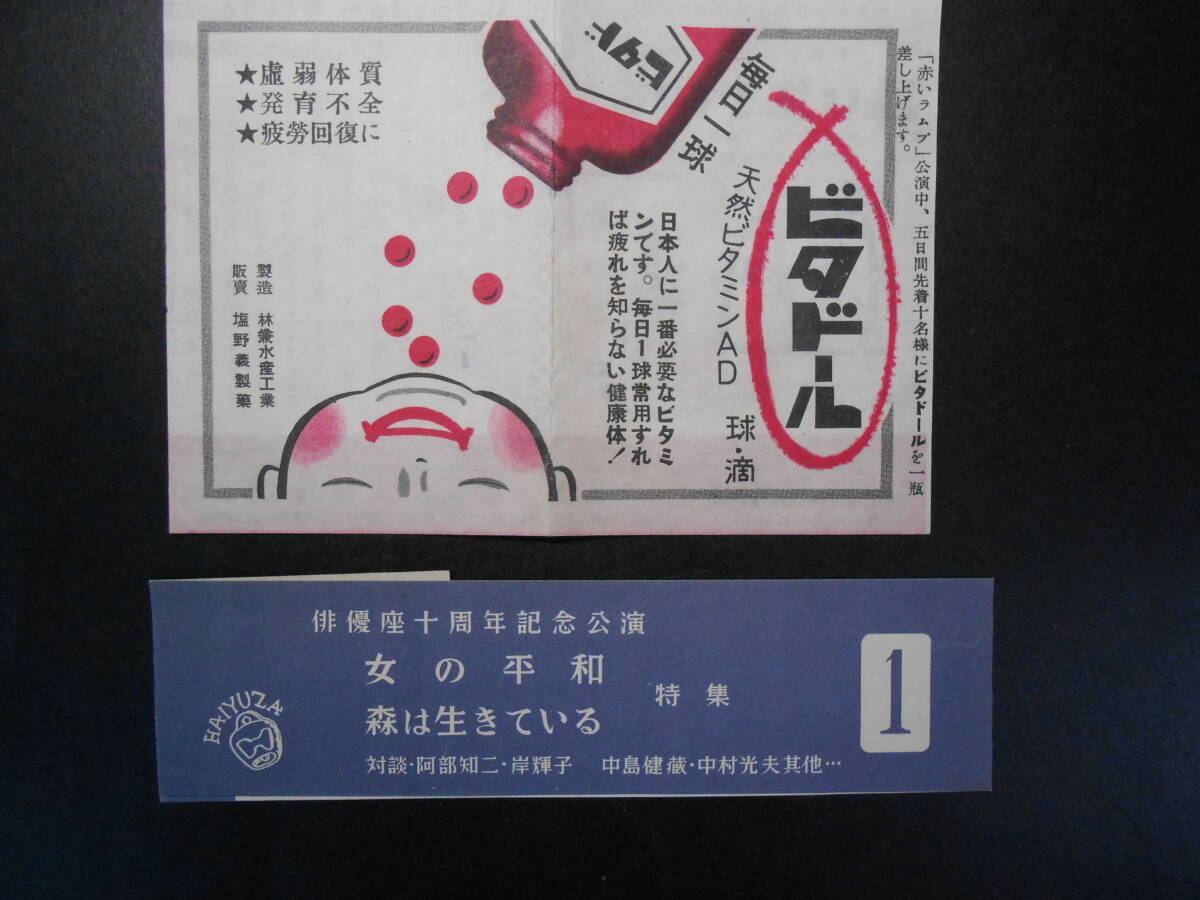 「赤いランプ」公演中、五日間先着十名様にビタドールを一瓶
差し上げます。
ビタドール
天然ビタミンAD 球・滴
毎日一球
ビタド
日本人に一番必要なビタミ
ンです。毎日1球常用すれ
ば疲れを知らない健康体!
★虚弱体質
★発育不全
★疲勞回復に
製造 林兼水産工業
販賣 塩野義製藥
俳優座十周年記念公演
女の平和
森は生きている
特集
対談・阿部知二・岸輝子 中島健蔵・中村光夫其他…
1
HAIYUZA